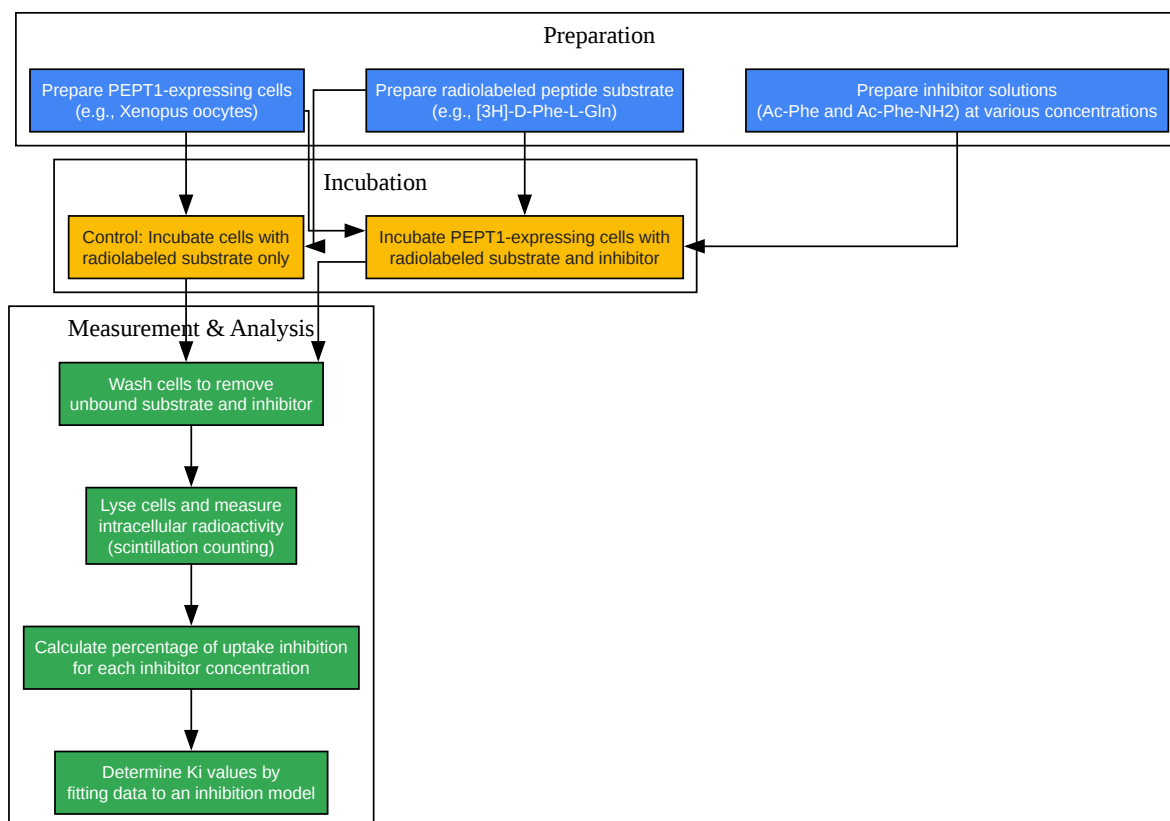 Preparation
Prepare PEPT1-expressing cells
(e.g., Xenopus oocytes)
Prepare radiolabeled peptide substrate
(e.g., [3H]-D-Phe-L-Gln)
Prepare inhibitor solutions
(Ac-Phe and Ac-Phe-NH2) at various concentrations
Incubation
Control: Incubate cells with
radiolabeled substrate only
Incubate PEPT1-expressing cells with
radiolabeled substrate and inhibitor
Measurement & Analysis
Wash cells to remove
unbound substrate and inhibitor
Lyse cells and measure
intracellular radioactivity
(scintillation counting)
Calculate percentage of uptake inhibition
for each inhibitor concentration
Determine Ki values by
fitting data to an inhibition model